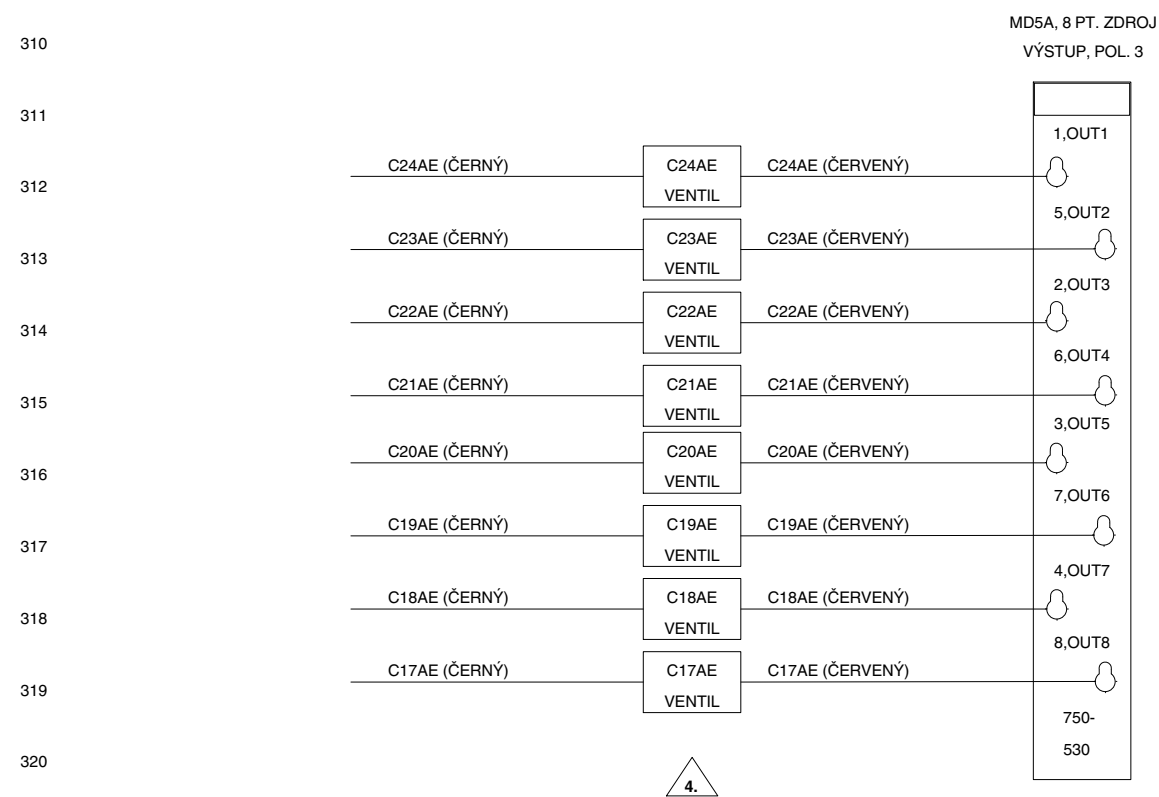 MD5A, 8 PT. ZDROJ
310
VÝSTUP, POL. 3
311
1,OUT1
C24AE (ČERNÝ) C24AE C24AE (ČERVENÝ)
312
VENTIL
5,OUT2
C23AE (ČERNÝ) C23AE C23AE (ČERVENÝ)
313
VENTIL
2,OUT3
C22AE (ČERNÝ) C22AE C22AE (ČERVENÝ)
314
VENTIL
6,OUT4
C21AE (ČERNÝ) C21AE C21AE (ČERVENÝ)
315
VENTIL
3,OUT5
C20AE (ČERNÝ) C20AE C20AE (ČERVENÝ)
316
VENTIL
7,OUT6
C19AE (ČERNÝ) C19AE C19AE (ČERVENÝ)
317
VENTIL
4,OUT7
C18AE (ČERNÝ) C18AE C18AE (ČERVENÝ)
318
VENTIL
8,OUT8
C17AE (ČERNÝ) C17AE C17AE (ČERVENÝ)
319
VENTIL
750-
530
320
4.